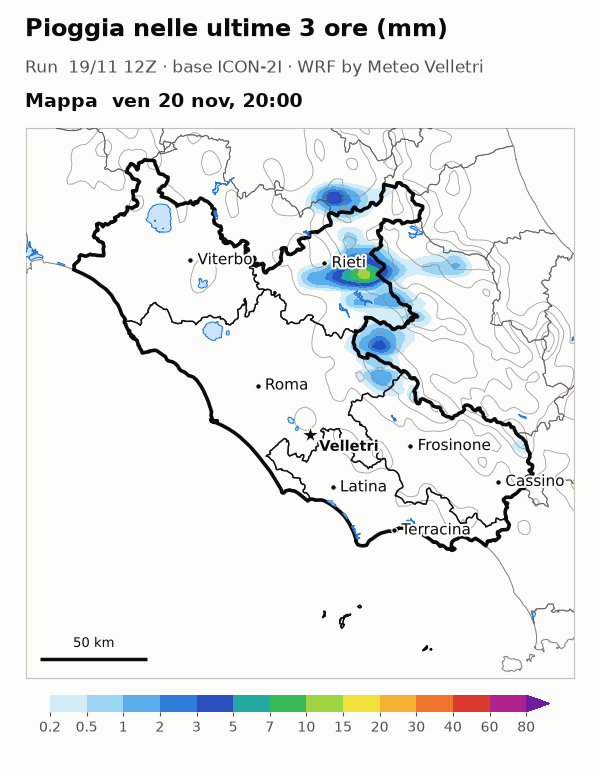 Pioggia nelle ultime 3 ore (mm)
Run  19/11 12Z · base ICON-2I · WRF by Meteo Velletri
Mappa  ven 20 nov, 20:00
Viterbo
Rieti
Roma
Velletri
Frosinone
Latina
Cassino
Terracina
50 km
0.2 0.5 1 2 3 5 7 10 15 20 30 40 60 80